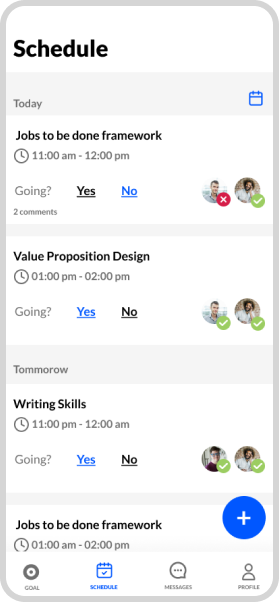 Schedule
Today
Jobs to be done framework
11:00 am - 12:00 pm
Going? Yes No
2 comments
Value Proposition Design
01:00 pm - 02:00 pm
Going? Yes No
Tommorow
Writing Skills
11:00 pm - 12:00 am
Going? Yes No
Jobs to be done framework
01:00 am - 02:00 pm
GOAL SCHEDULE MESSAGES PROFILE